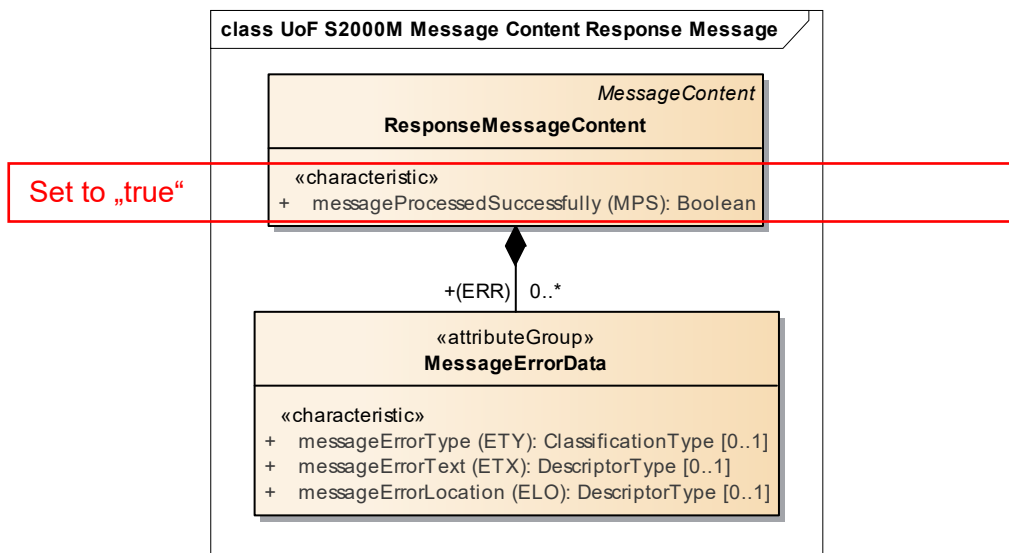 class UoF S2000M Message Content Response Message
MessageContent
ResponseMessageContent
Set to „true“
«characteristic»
+ messageProcessedSuccessfully (MPS): Boolean
+(ERR) 0..*
«attributeGroup»
MessageErrorData
«characteristic»
+ messageErrorType (ETY): ClassificationType [0..1]
+ messageErrorText (ETX): DescriptorType [0..1]
+ messageErrorLocation (ELO): DescriptorType [0..1]